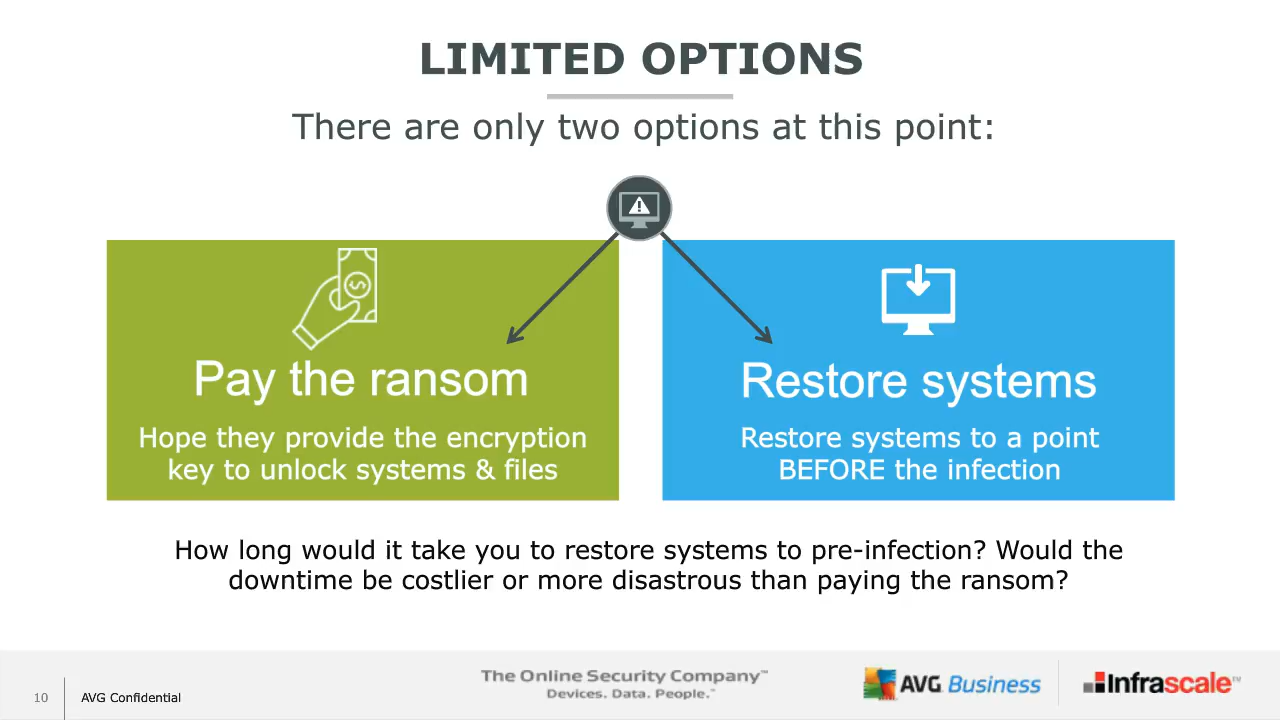 LIMITED OPTIONS
There are only two options at this point:
Pay the ransom
Hope they provide the encryption
key to unlock systems & files
Restore systems
Restore systems to a point
BEFORE the infection
How long would it take you to restore systems to pre-infection? Would the
downtime be costlier or more disastrous than paying the ransom?
10
AVG Confidential
The Online Security Company™
Devices. Data. People.™
AVG Business
Infrascale™